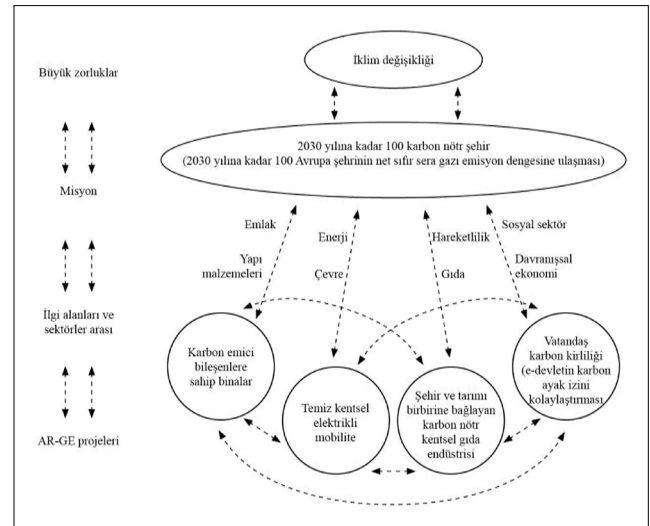 İklim değişikliği
Büyük zorluklar
2030 yılına kadar 100 karbon nötr şehir
(2030 yılına kadar 100 Avrupa şehrinin net sıfır sera gazı emisyon dengesine ulaşması)
Misyon
Emlak
Enerji
Hareketlilik
Sosyal sektör
Yapı
malzemeleri
Çevre
Gıda
Davranışsal
ekonomi
İlgi alanları ve
sektörler arası
Karbon emici
bileşenlere
sahip binalar
Temiz kentsel
elektrikli
mobilite
Şehir ve tarımı
birbirine bağlayan
karbon nötr
kentsel gıda
endüstrisi
Vatandaş
karbon kirliliği
(e-devletin karbon
ayak izini
kolaylaştırması)
AR-GE projeleri